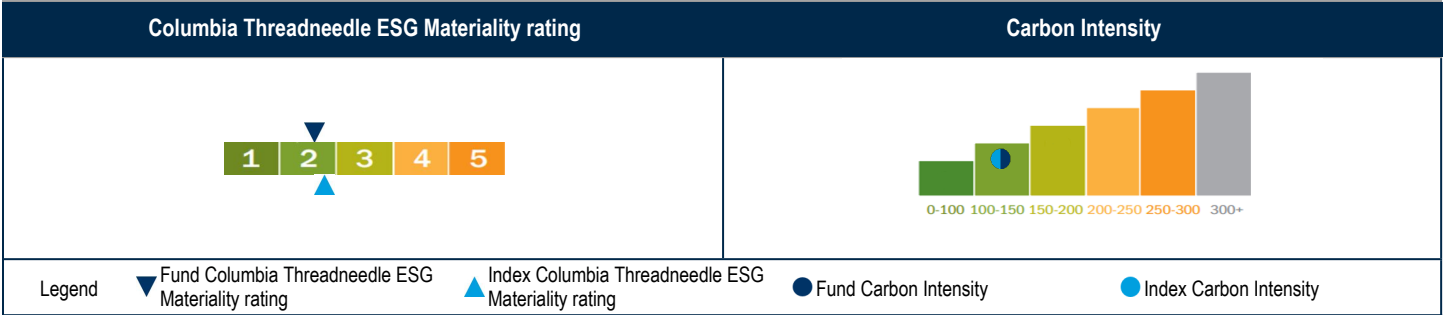 Columbia Threadneedle ESG Materiality rating
Carbon Intensity
1 2 3 4 5
0-100 100-150 150-200 200-250 250-300 300+
Legend
Fund Columbia Threadneedle ESG
Materiality rating
Index Columbia Threadneedle ESG
Materiality rating
Fund Carbon Intensity
Index Carbon Intensity